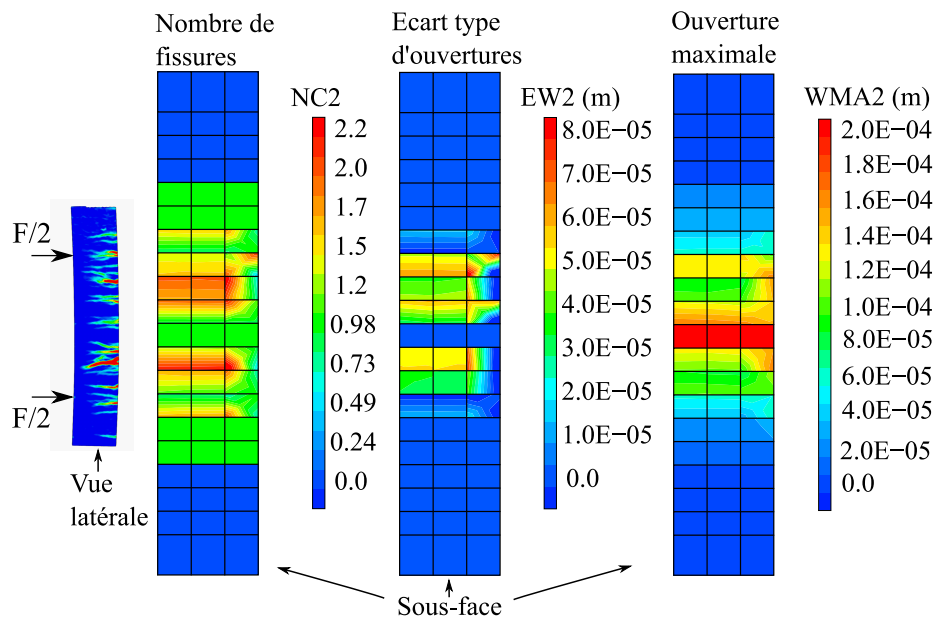 Nombre de
fissures
Ecart type
d'ouvertures
Ouverture
maximale
NC2
2.2
2.0
1.7
1.5
1.2
0.98
0.73
0.49
0.24
0.0
EW2 (m)
8.0E−05
7.0E−05
6.0E−05
5.0E−05
4.0E−05
3.0E−05
2.0E−05
1.0E−05
0.0
WMA2 (m)
2.0E−04
1.8E−04
1.6E−04
1.4E−04
1.2E−04
1.0E−04
8.0E−05
6.0E−05
4.0E−05
2.0E−05
0.0
F/2
F/2
Vue
latérale
Sous-face